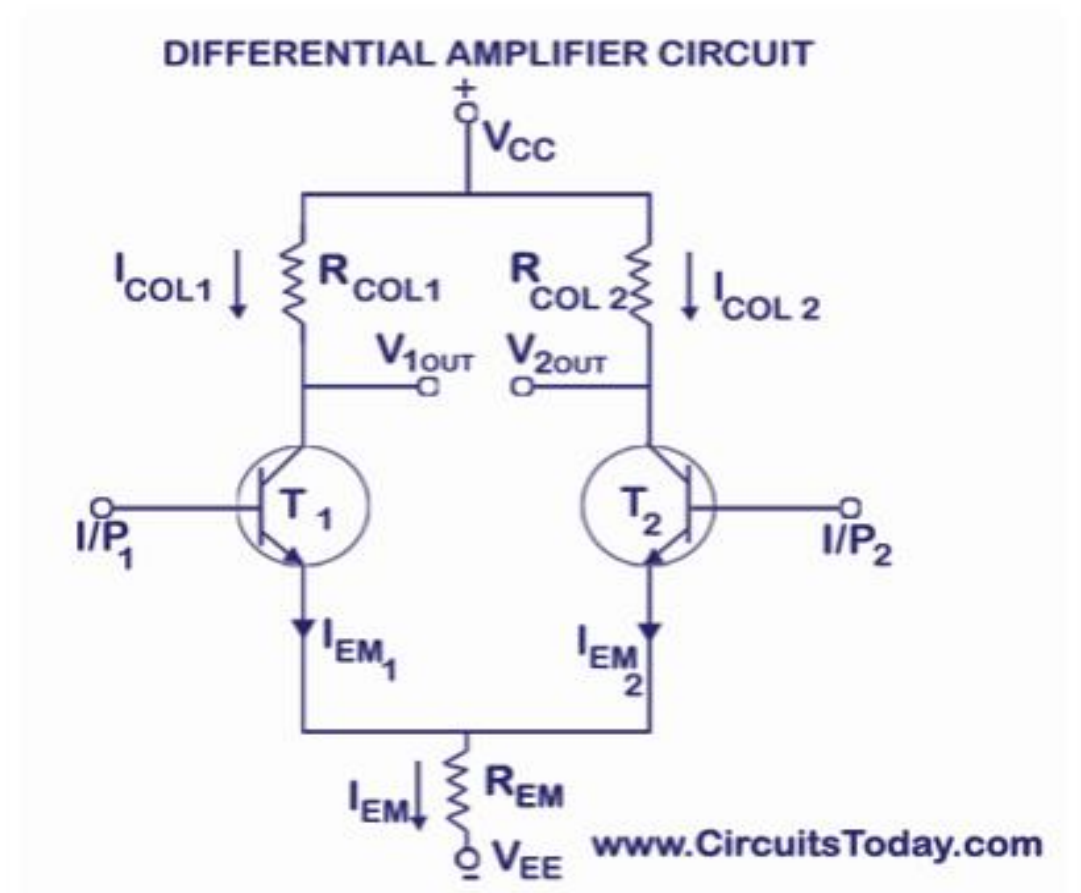 DIFFERENTIAL AMPLIFIER CIRCUIT
+
VCC
ICOL1
RCOL1
RCOL 2
ICOL 2
V1OUT
V2OUT
T1
T2
I/P1
I/P2
IEM1
IEM2
IEM
REM
VEE
-
www.CircuitsToday.com